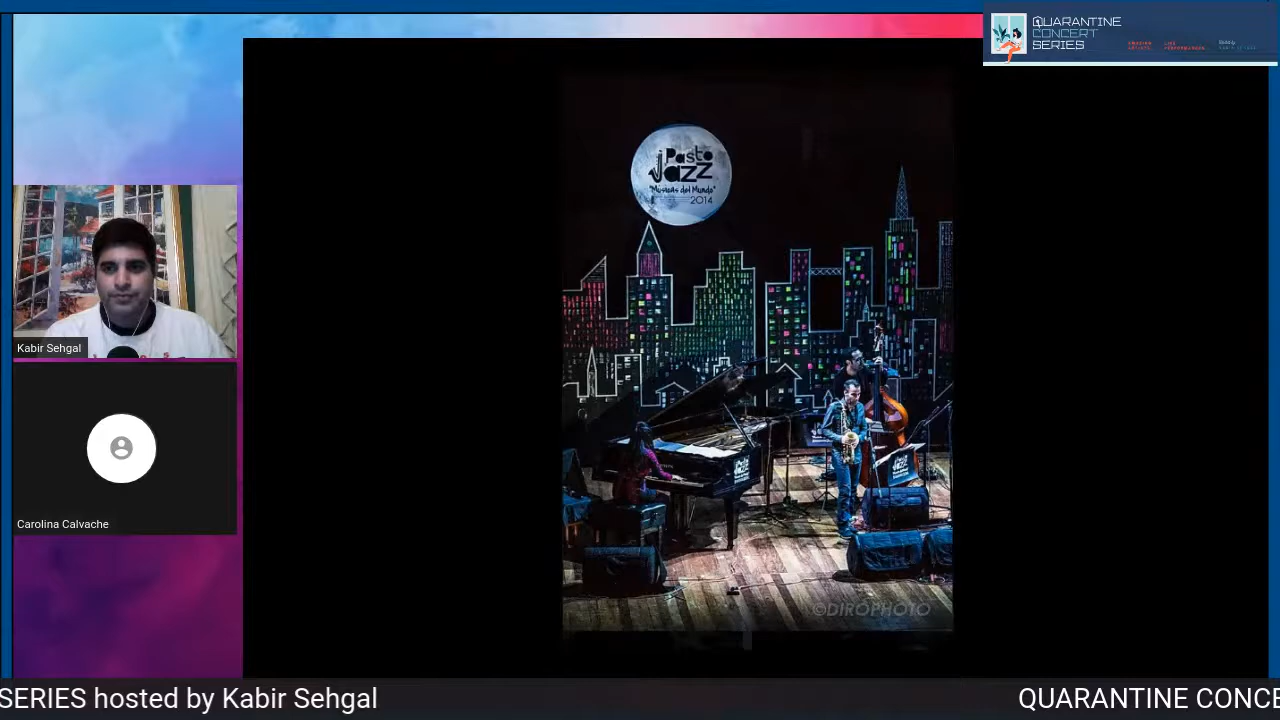 QUARANTINE
CONCERT
SERIES
Pasto
Jazz
"Músicas del Mundo"
2014
Kabir Sehgal
Carolina Calvache
©DIROPHOTO
SERIES hosted by Kabir Sehgal
QUARANTINE CONCE